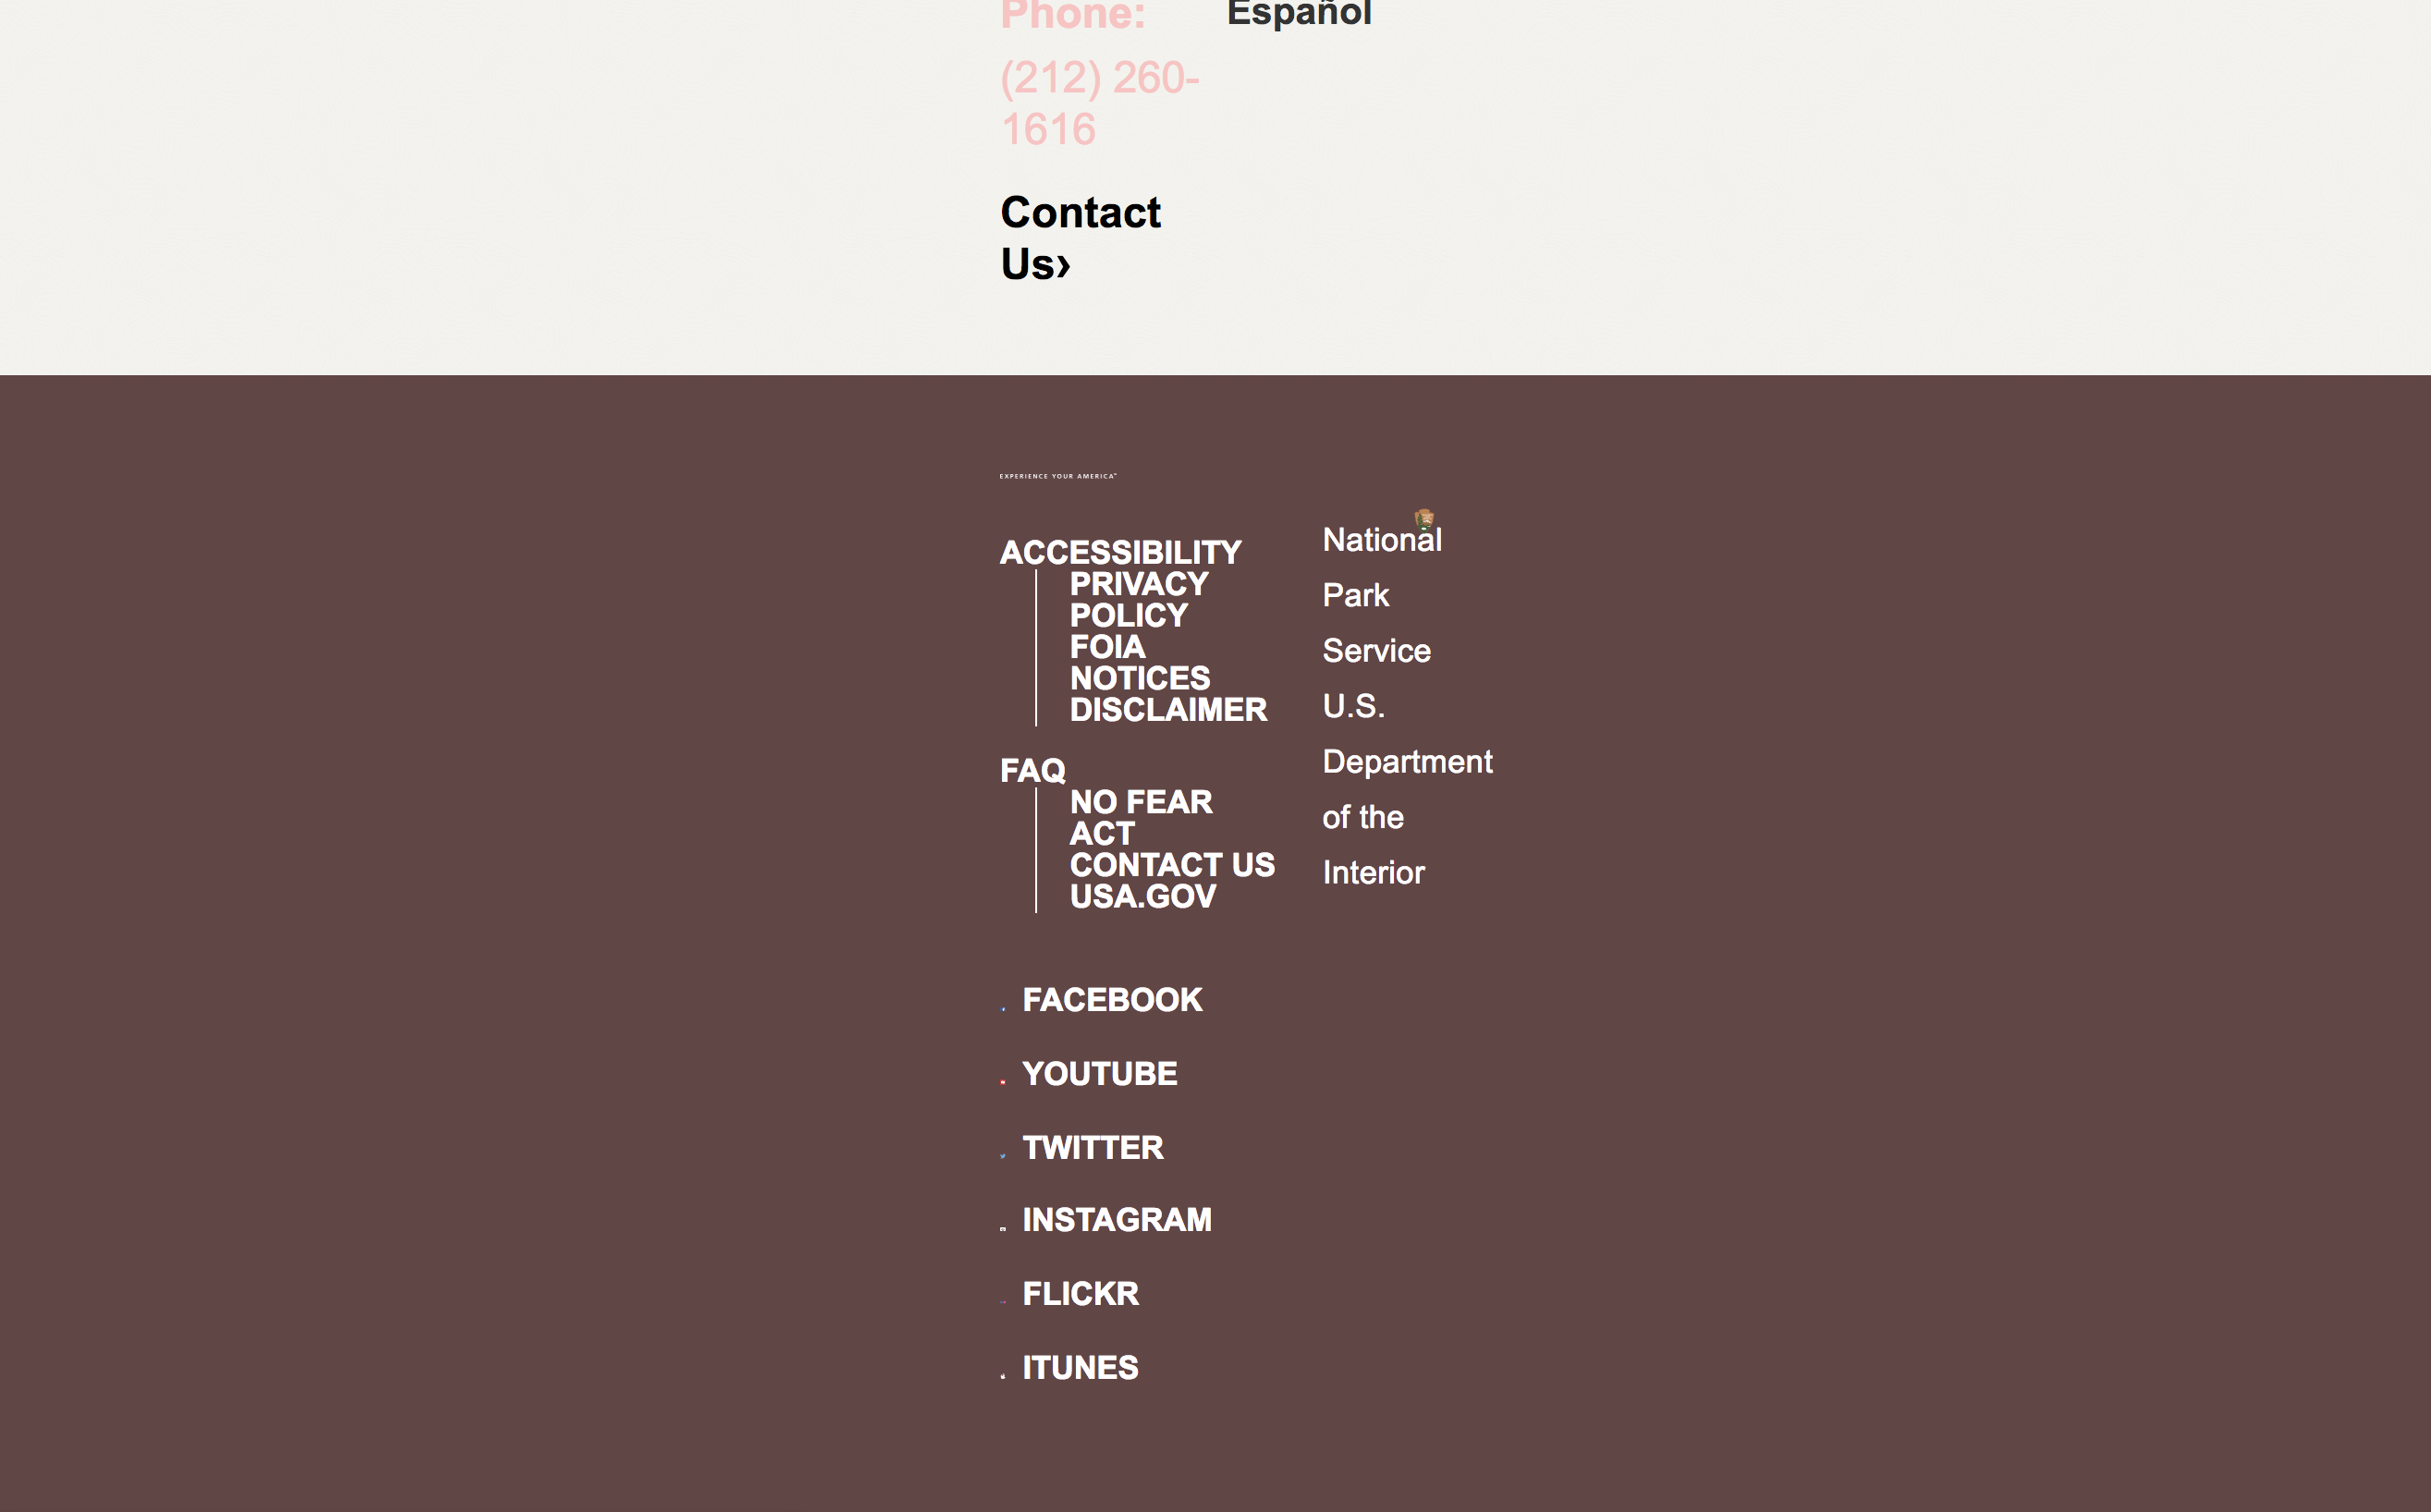 Phone:
(212) 260-
1616
Contact
Us›
Español
EXPERIENCE YOUR AMERICA™
ACCESSIBILITY
PRIVACY
POLICY
FOIA
NOTICES
DISCLAIMER
FAQ
NO FEAR
ACT
CONTACT US
USA.GOV
National
Park
Service
U.S.
Department
of the
Interior
FACEBOOK
YOUTUBE
TWITTER
INSTAGRAM
FLICKR
ITUNES